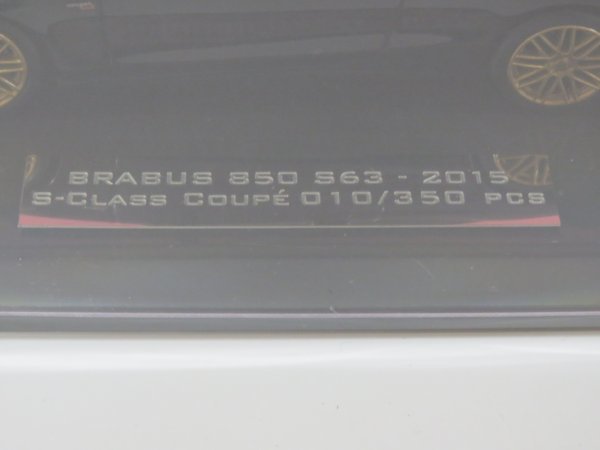 BRABUS 850 S63 - 2015
S-Class Coupé 010/350 pcs